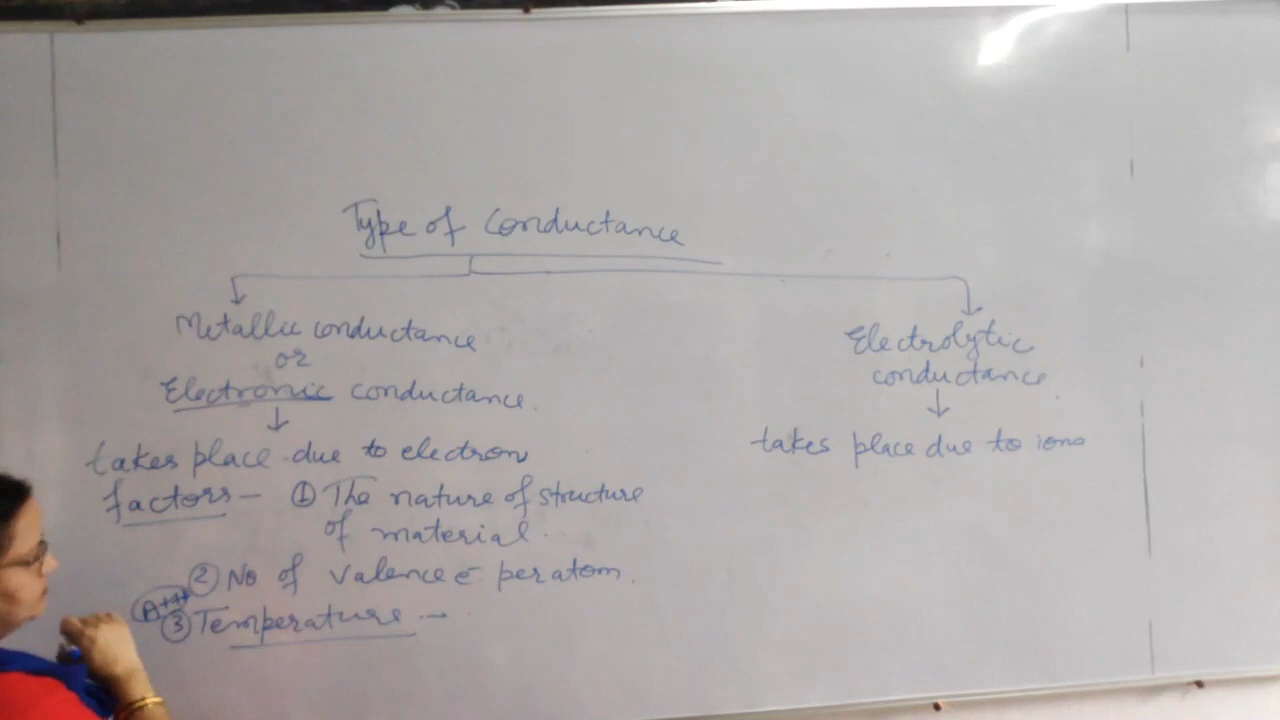 Type of Conductance
Metallic conductance
or
Electronic conductance.
takes place due to electron
factors - ① The nature of structure
of material.
② No of valence e⁻ per atom.
③ Temperature -
Electrolytic
conductance
takes place due to ions